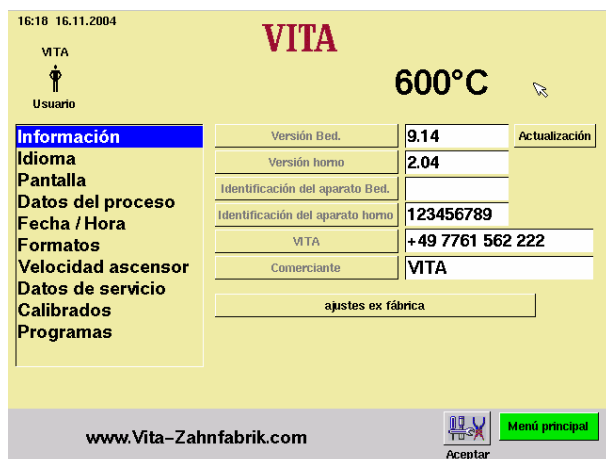 16:18 16.11.2004
VITA
VITA
600°C
Usuario
Información
Idioma
Pantalla
Datos del proceso
Fecha / Hora
Formatos
Velocidad ascensor
Datos de servicio
Calibrados
Programas
Versión Bed. 9.14 Actualización
Versión horno 2.04
Identificación del aparato Bed.
Identificación del aparato horno 123456789
VITA +49 7761 562 222
Comerciante VITA
ajustes ex fábrica
www.Vita-Zahnfabrik.com
Aceptar
Menú principal